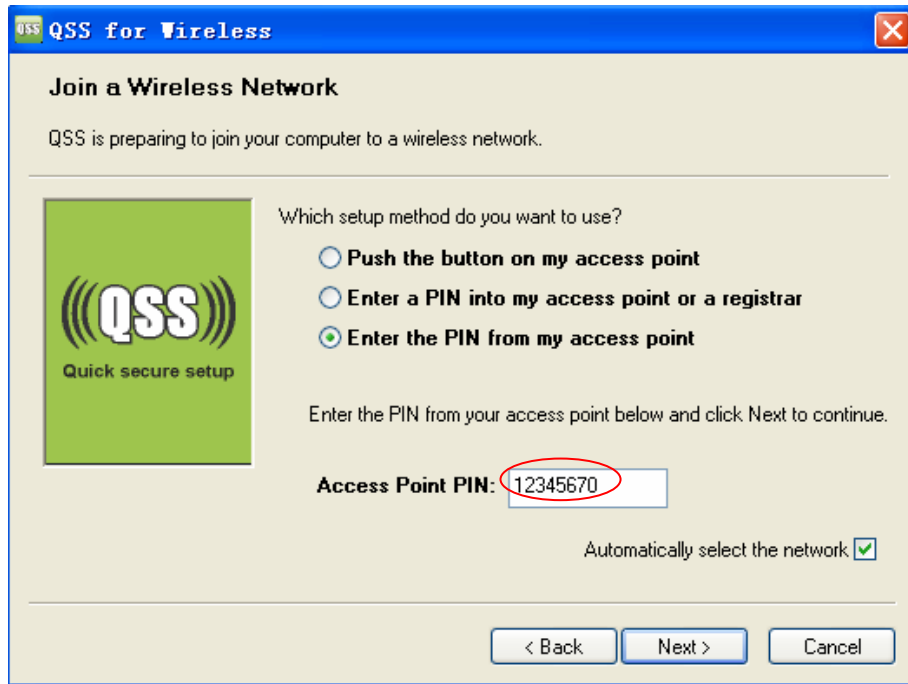 QSS QSS for Wireless
Join a Wireless Network
QSS is preparing to join your computer to a wireless network.
Which setup method do you want to use?
Push the button on my access point
Enter a PIN into my access point or a registrar
Enter the PIN from my access point
(((QSS)))
Quick secure setup
Enter the PIN from your access point below and click Next to continue.
Access Point PIN: 12345670
Automatically select the network
< Back Next > Cancel